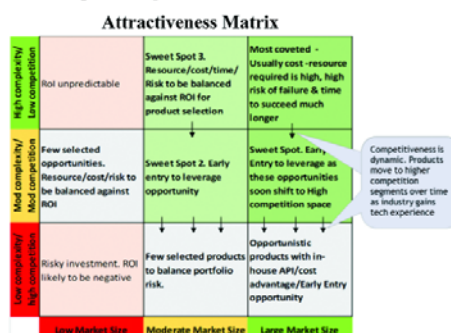 Attractiveness Matrix
High complexity/
Low competition
RoI unpredictable
Sweet Spot 3.
Resource/cost/time/
Risk to be balanced
against ROI for
product selection
Most coveted -
Usually cost -resource
required is high, high
risk of failure & time
to succeed much
longer
Mod complexity/
Mod competition
Few selected
opportunities.
Resource/cost/risk to
be balanced against
ROI
Sweet Spot 2. Early
entry to leverage
opportunity
Sweet Spot. Early
Entry to leverage as
these opportunities
soon shift to High
competition space
Competitiveness is
dynamic. Products
move to higher
competition
segments over time
as industry gains
tech experience
Low complexity/
high competition
Risky investment. ROI
likely to be negative
Few selected products
to balance portfolio
risk.
Opportunistic
products with in-
house API/cost
advantage/Early Entry
opportunity
Low Market Size
Moderate Market Size
Large Market Size